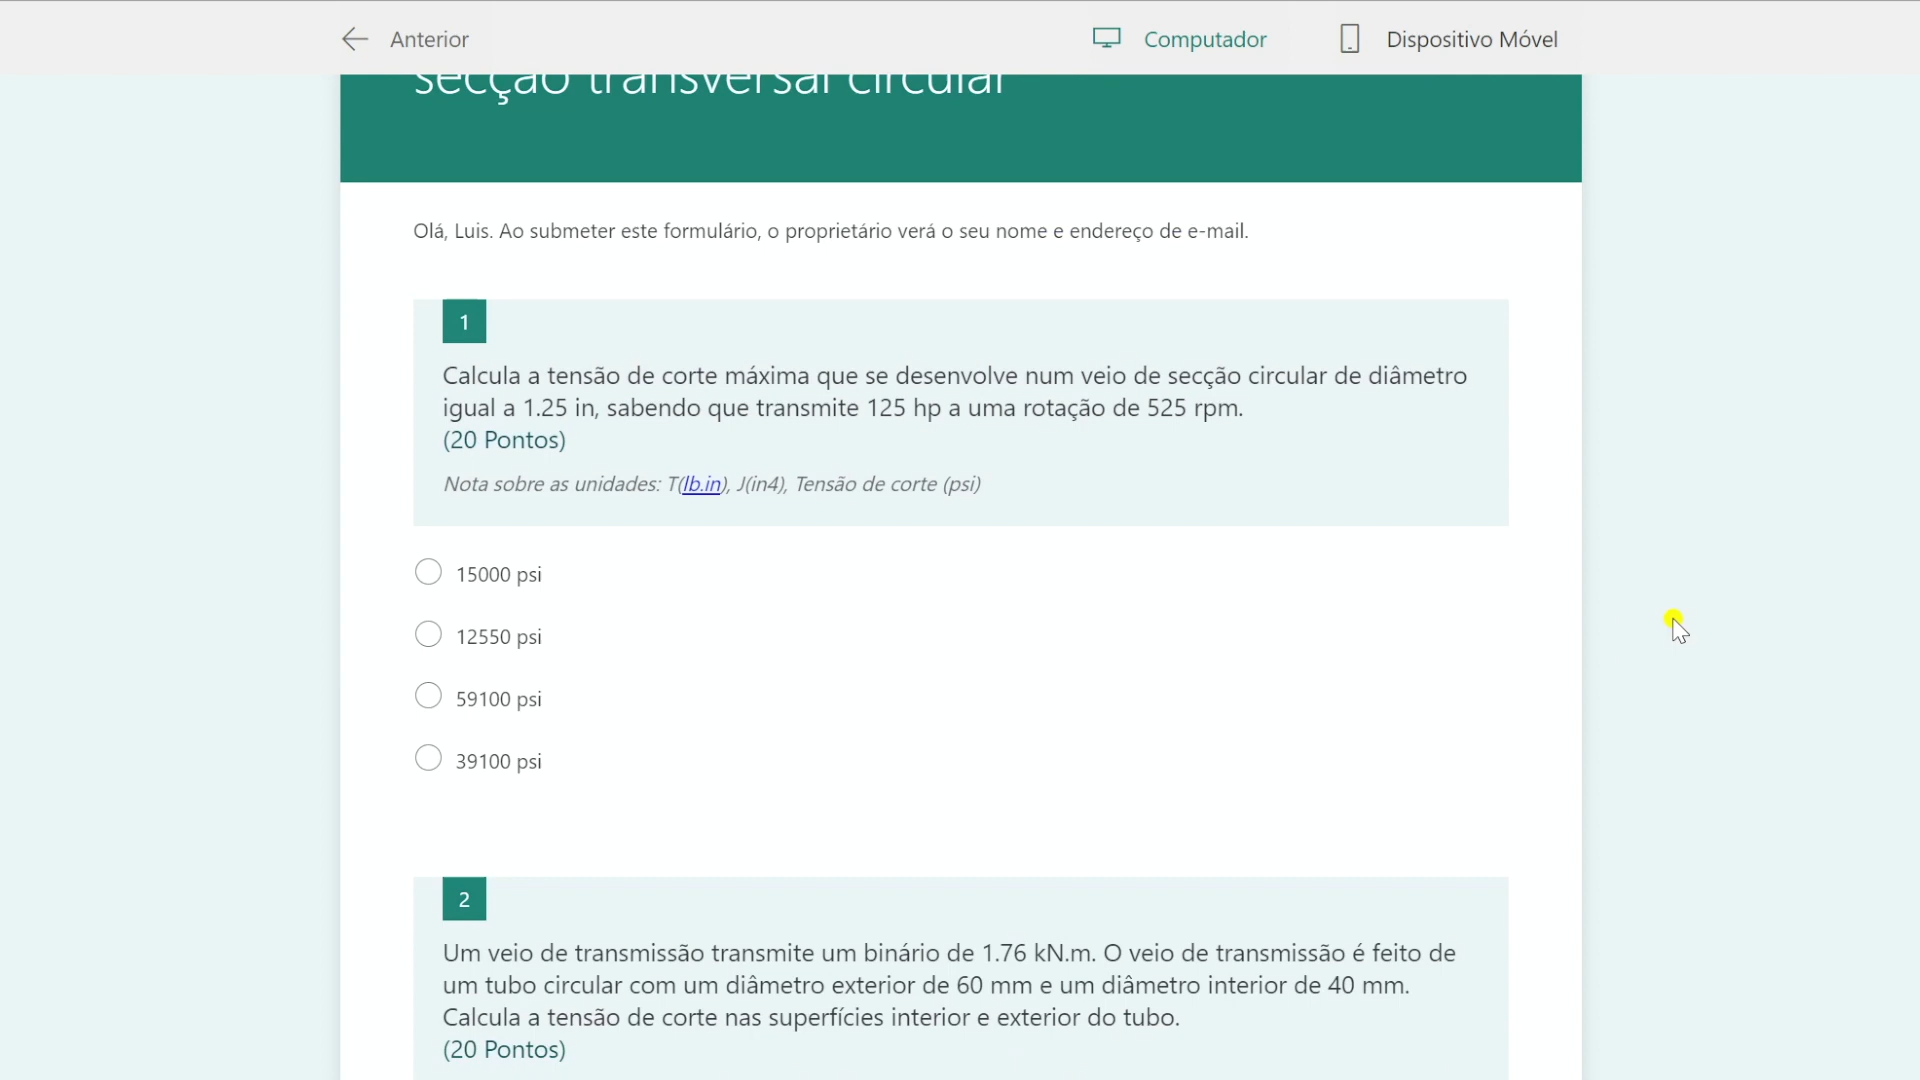 Anterior
Computador
Dispositivo Móvel
secção transversal circular
Olá, Luis. Ao submeter este formulário, o proprietário verá o seu nome e endereço de e-mail.
1
Calcula a tensão de corte máxima que se desenvolve num veio de secção circular de diâmetro
igual a 1.25 in, sabendo que transmite 125 hp a uma rotação de 525 rpm.
(20 Pontos)
Nota sobre as unidades: T(lb.in), J(in4), Tensão de corte (psi)
15000 psi
12550 psi
59100 psi
39100 psi
2
Um veio de transmissão transmite um binário de 1.76 kN.m. O veio de transmissão é feito de
um tubo circular com um diâmetro exterior de 60 mm e um diâmetro interior de 40 mm.
Calcula a tensão de corte nas superfícies interior e exterior do tubo.
(20 Pontos)